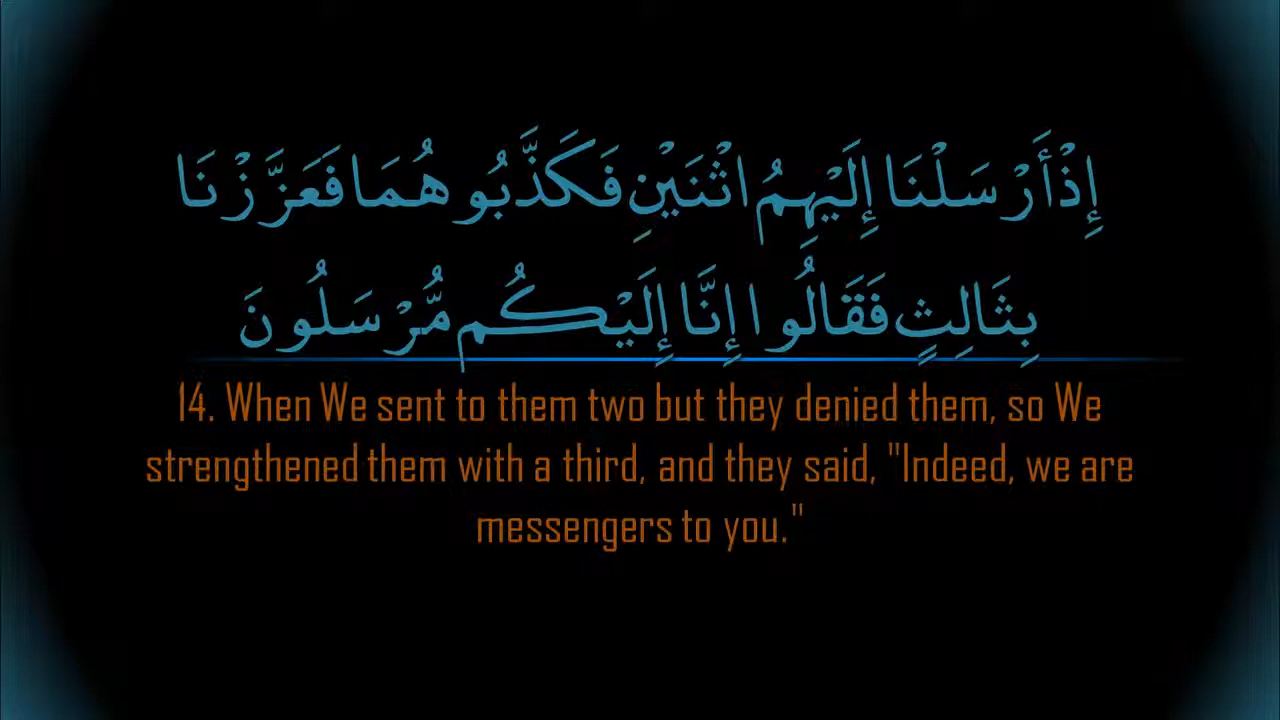 إِذْ أَرْسَلْنَا إِلَيْهِمُ اثْنَيْنِ فَكَذَّبُوهُمَا فَعَزَّزْنَا
بِثَالِثٍ فَقَالُوا إِنَّا إِلَيْكُم مُّرْسَلُونَ
14. When We sent to them two but they denied them, so We
strengthened them with a third, and they said, "Indeed, we are
messengers to you."